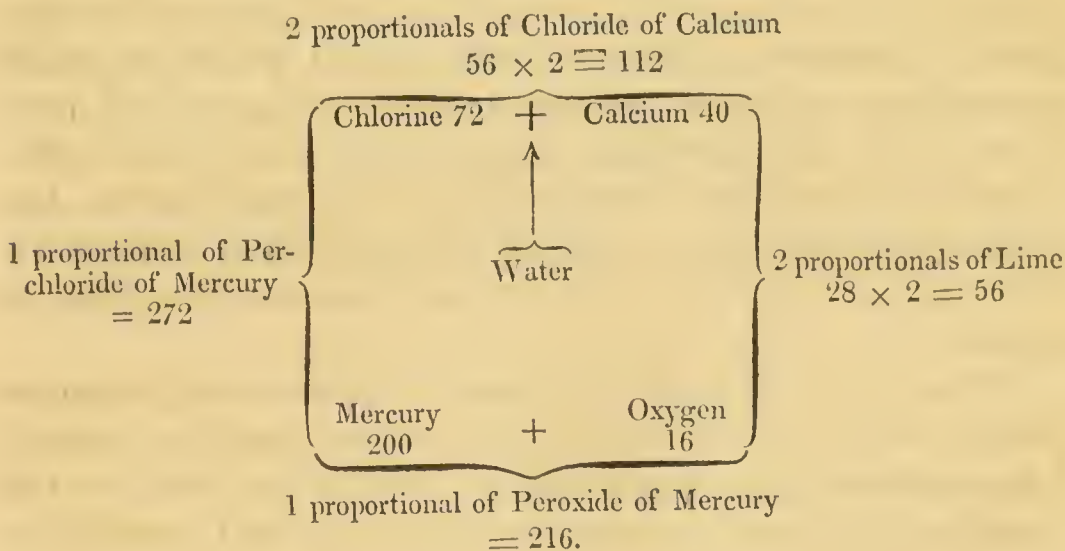 2 proportionals of Chloride of Calcium
56 × 2 = 112
Chlorine 72 + Calcium 40
Water
1 proportional of Per-
chloride of Mercury
= 272
2 proportionals of Lime
28 × 2 = 56
Mercury
200
+
Oxygen
16
1 proportional of Peroxide of Mercury
= 216.